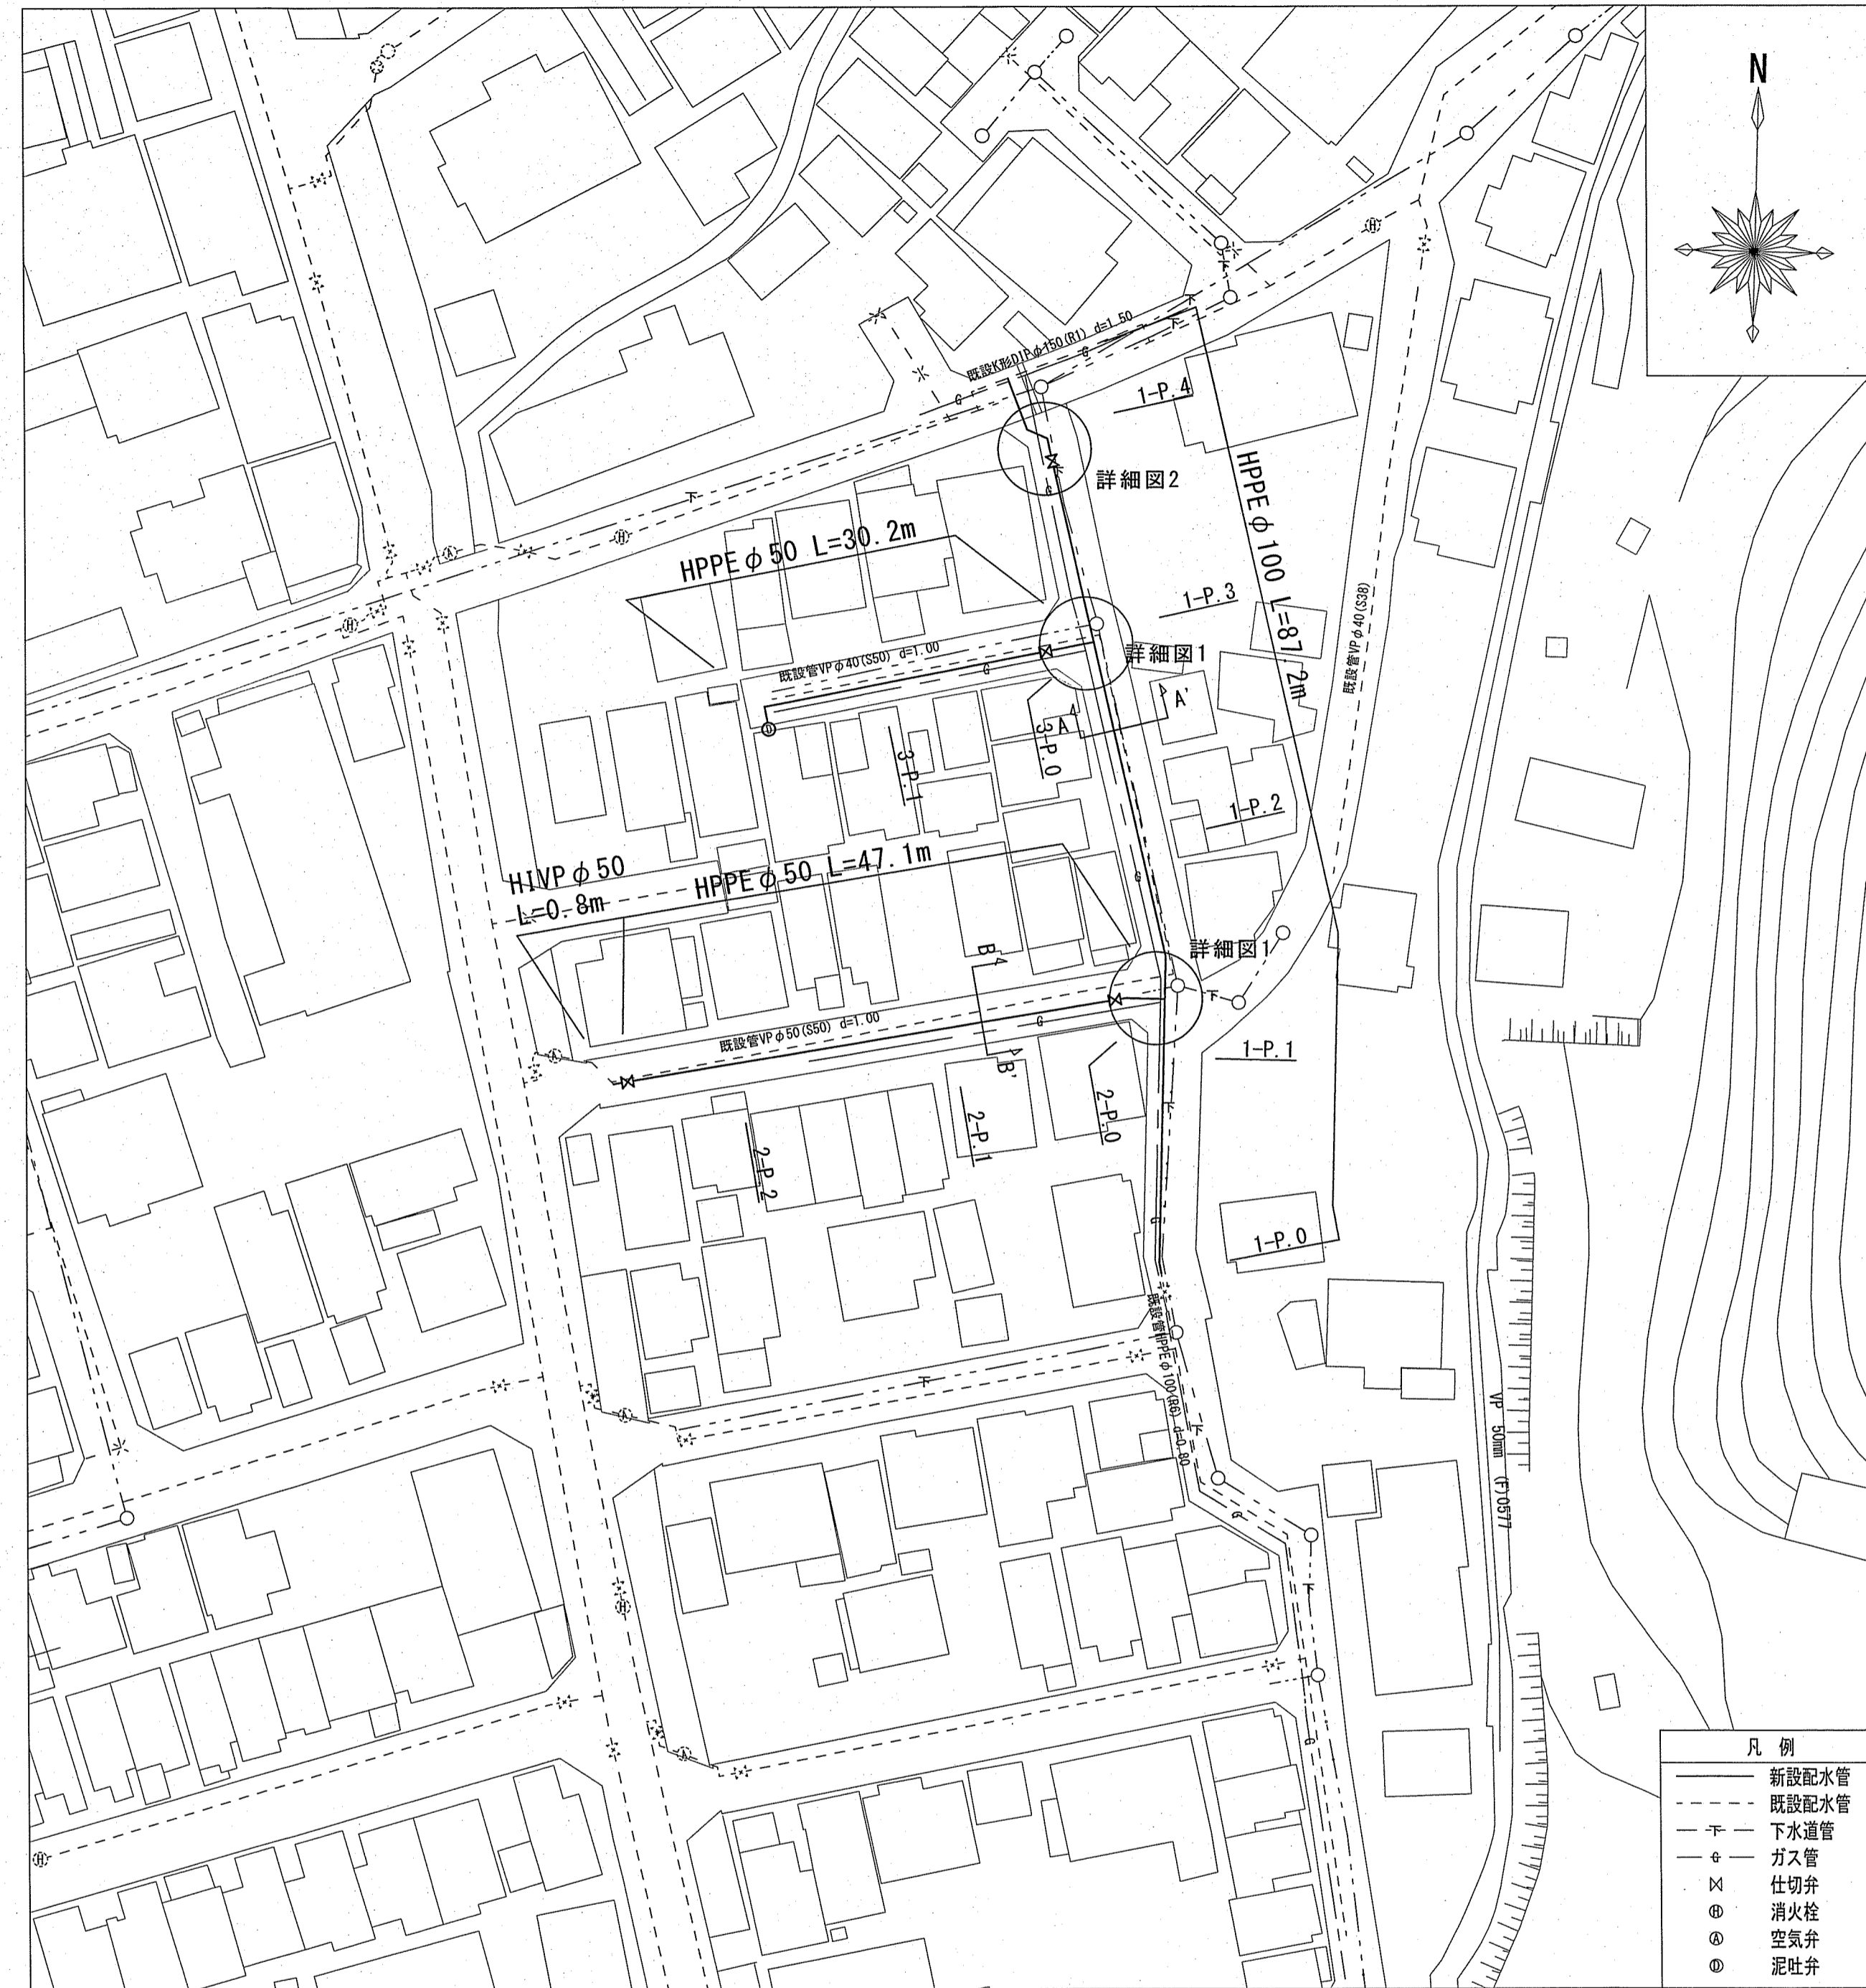 N
既設K形DIPφ150(R1) d=1.50
1-P.4
詳細図2
HPPEφ100 L=87.2m
HPPEφ50 L=30.2m
1-P.3
既設管VPφ40(S38)
既設管VPφ40(S50) d=1.00
詳細図1
A
A'
3-P.0
3-P.1
1-P.2
HIVPφ50
L=0.8m
HPPEφ50 L=47.1m
詳細図1
B
B'
既設管VPφ50(S50) d=1.00
1-P.1
2-P.0
2-P.1
2-P.2
1-P.0
既設管HPPEφ100(R6) d=0.80
VP 50mm (F)0577
凡 例
新設配水管
既設配水管
下 下水道管
G ガス管
仕切弁
H 消火栓
A 空気弁
D 泥吐弁